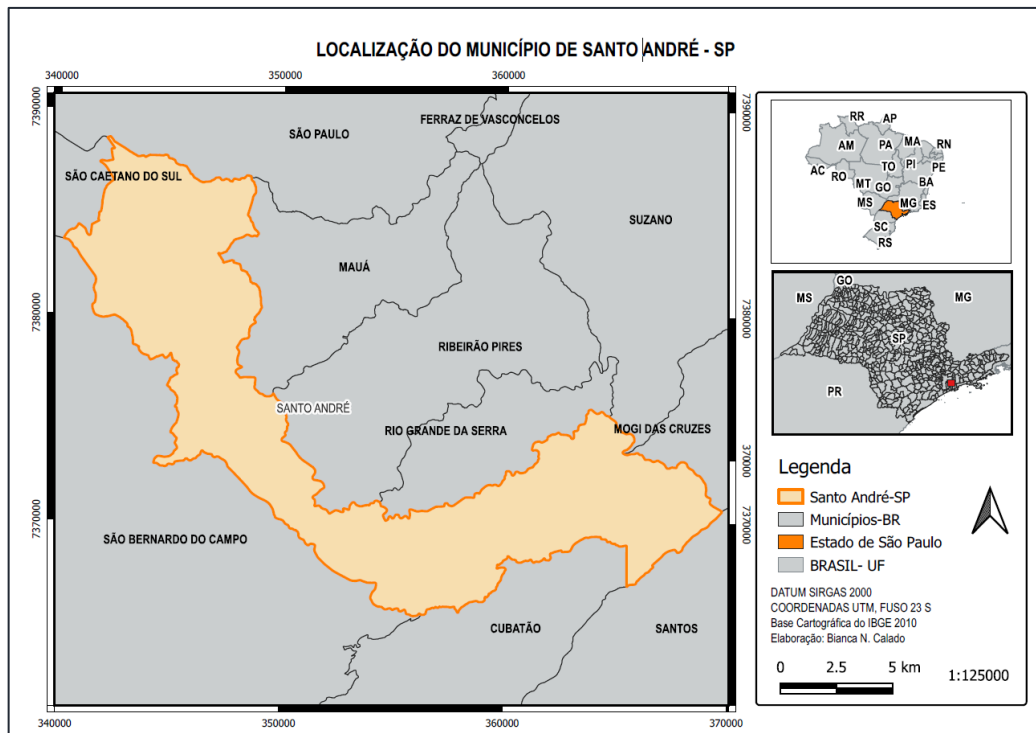 LOCALIZAÇÃO DO MUNICÍPIO DE SANTO ANDRÉ - SP
340000
350000
360000
7390000
7390000
FERRAZ DE VASCONCELOS
SÃO PAULO
SÃO CAETANO DO SUL
SUZANO
MAUÁ
7380000
7380000
RIBEIRÃO PIRES
SANTO ANDRÉ
RIO GRANDE DA SERRA
MOGI DAS CRUZES
370000
7370000
7370000
SÃO BERNARDO DO CAMPO
CUBATÃO
SANTOS
340000
350000
360000
370000
RR
AP
AM
PA
MA
RN
AC
RO
TO
PI
PE
MT
GO
BA
MS
MG
ES
SC
RS
GO
MS
MG
SP
PR
Legenda
Santo André-SP
Municípios-BR
Estado de São Paulo
BRASIL- UF
DATUM SIRGAS 2000
COORDENADAS UTM, FUSO 23 S
Base Cartográfica do IBGE 2010
Elaboração: Bianca N. Calado
0 2.5 5 km
1:125000